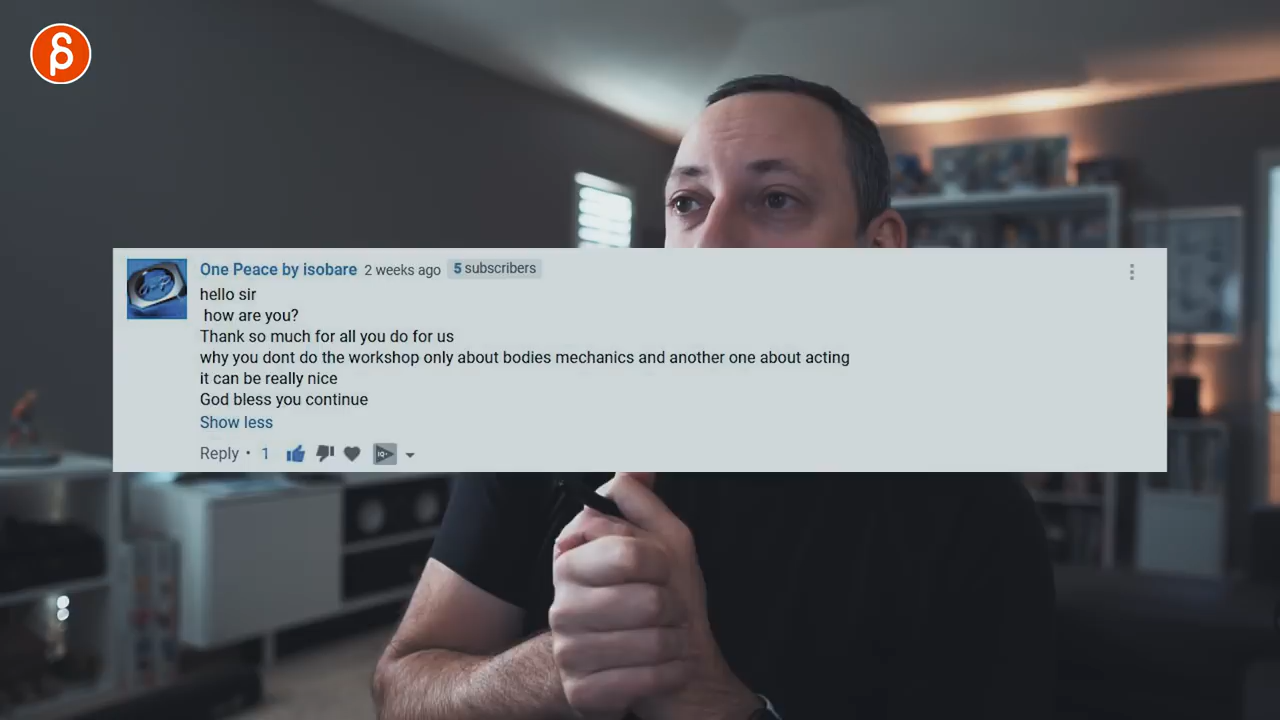 One Peace by isobare 2 weeks ago 5 subscribers
hello sir
how are you?
Thank so much for all you do for us
why you dont do the workshop only about bodies mechanics and another one about acting
it can be really nice
God bless you continue
Show less
Reply • 1